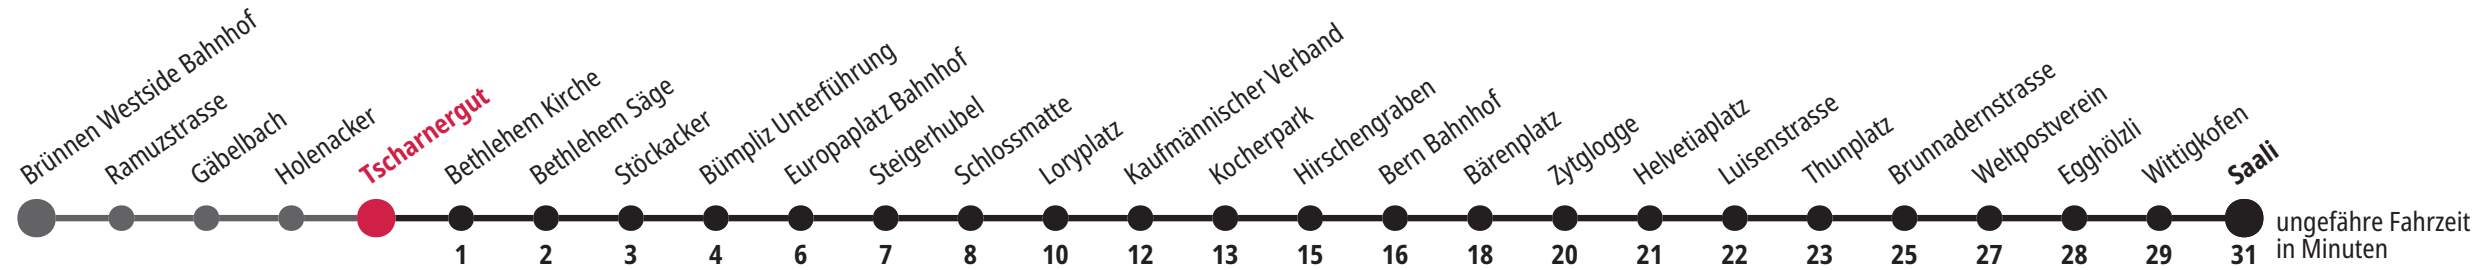 Brünnen Westside Bahnhof
Ramuzstrasse
Gäbelbach
Holenacker
Tscharnergut
Bethlehem Kirche
Bethlehem Säge
Stöckacker
Bümpliz Unterführung
Europaplatz Bahnhof
Steigerhubel
Schlossmatte
Loryplatz
Kaufmännischer Verband
Kocherpark
Hirschengraben
Bern Bahnhof
Bärenplatz
Zytglogge
Helvetiaplatz
Luisenstrasse
Thunplatz
Brunnadernstrasse
Weltpostverein
Egghölzli
Wittigkofen
Saali
1 2 3 4 6 7 8 10 12 13 15 16 18 20 21 22 23 25 27 28 29 31
ungefähre Fahrzeit
in Minuten